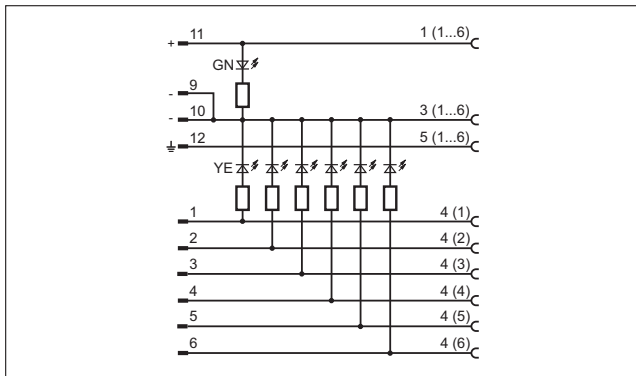 + 11 1 (1...6)
GN
- 9
- 10 3 (1...6)
12 5 (1...6)
YE
1 4 (1)
2 4 (2)
3 4 (3)
4 4 (4)
5 4 (5)
6 4 (6)